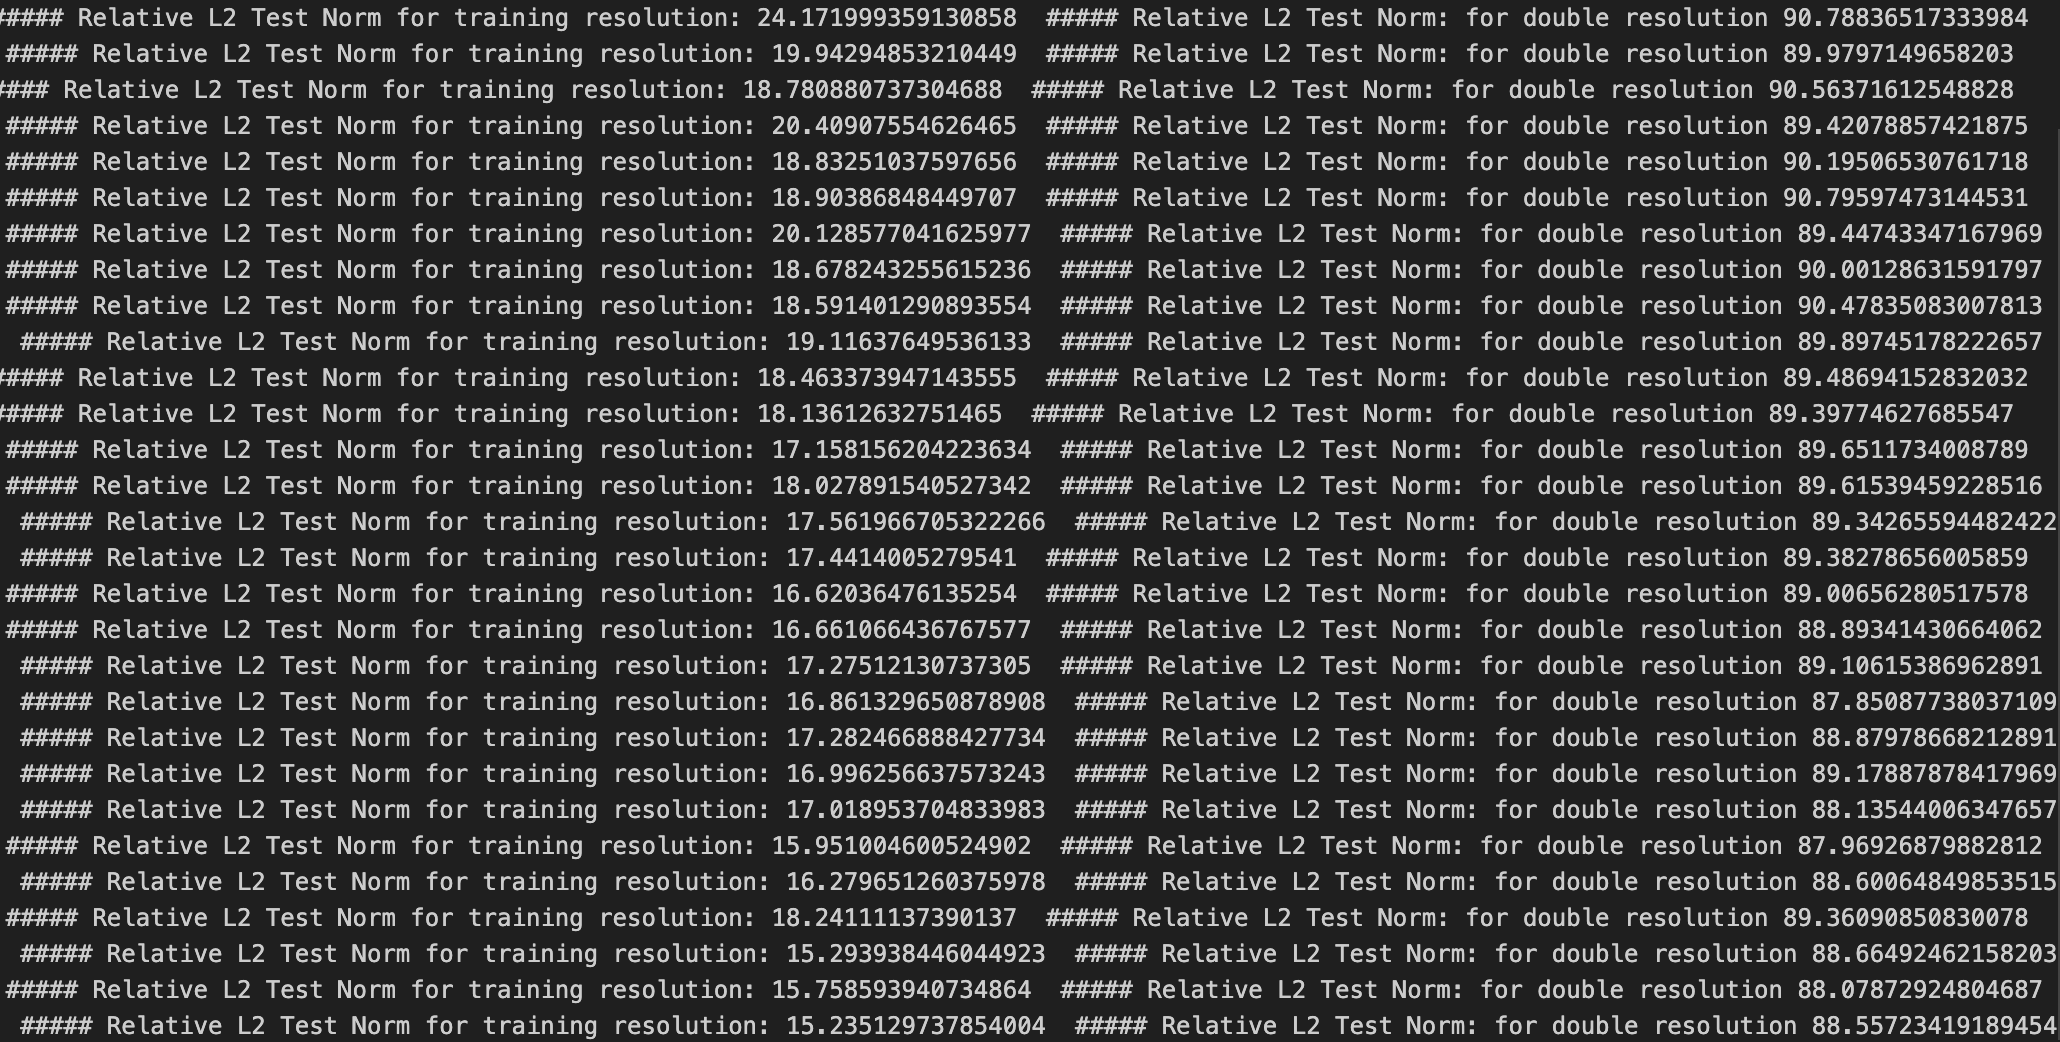 ##### Relative L2 Test Norm for training resolution: 24.171999359130858  ##### Relative L2 Test Norm: for double resolution 90.78836517333984
##### Relative L2 Test Norm for training resolution: 19.94294853210449  ##### Relative L2 Test Norm: for double resolution 89.9797149658203
#### Relative L2 Test Norm for training resolution: 18.780880737304688  ##### Relative L2 Test Norm: for double resolution 90.56371612548828
##### Relative L2 Test Norm for training resolution: 20.40907554626465  ##### Relative L2 Test Norm: for double resolution 89.42078857421875
##### Relative L2 Test Norm for training resolution: 18.83251037597656  ##### Relative L2 Test Norm: for double resolution 90.19506530761718
##### Relative L2 Test Norm for training resolution: 18.90386848449707  ##### Relative L2 Test Norm: for double resolution 90.79597473144531
##### Relative L2 Test Norm for training resolution: 20.128577041625977  ##### Relative L2 Test Norm: for double resolution 89.44743347167969
##### Relative L2 Test Norm for training resolution: 18.678243255615236  ##### Relative L2 Test Norm: for double resolution 90.00128631591797
##### Relative L2 Test Norm for training resolution: 18.591401290893554  ##### Relative L2 Test Norm: for double resolution 90.47835083007813
##### Relative L2 Test Norm for training resolution: 19.11637649536133  ##### Relative L2 Test Norm: for double resolution 89.89745178222657
##### Relative L2 Test Norm for training resolution: 18.463373947143555  ##### Relative L2 Test Norm: for double resolution 89.48694152832032
##### Relative L2 Test Norm for training resolution: 18.13612632751465  ##### Relative L2 Test Norm: for double resolution 89.39774627685547
##### Relative L2 Test Norm for training resolution: 17.158156204223634  ##### Relative L2 Test Norm: for double resolution 89.6511734008789
##### Relative L2 Test Norm for training resolution: 18.027891540527342  ##### Relative L2 Test Norm: for double resolution 89.61539459228516
##### Relative L2 Test Norm for training resolution: 17.561966705322266  ##### Relative L2 Test Norm: for double resolution 89.34265594482422
##### Relative L2 Test Norm for training resolution: 17.4414005279541  ##### Relative L2 Test Norm: for double resolution 89.38278656005859
##### Relative L2 Test Norm for training resolution: 16.62036476135254  ##### Relative L2 Test Norm: for double resolution 89.00656280517578
##### Relative L2 Test Norm for training resolution: 16.661066436767577  ##### Relative L2 Test Norm: for double resolution 88.89341430664062
##### Relative L2 Test Norm for training resolution: 17.27512130737305  ##### Relative L2 Test Norm: for double resolution 89.10615386962891
##### Relative L2 Test Norm for training resolution: 16.861329650878908  ##### Relative L2 Test Norm: for double resolution 87.85087738037109
##### Relative L2 Test Norm for training resolution: 17.282466888427734  ##### Relative L2 Test Norm: for double resolution 88.87978668212891
##### Relative L2 Test Norm for training resolution: 16.996256637573243  ##### Relative L2 Test Norm: for double resolution 89.17887878417969
##### Relative L2 Test Norm for training resolution: 17.018953704833983  ##### Relative L2 Test Norm: for double resolution 88.13544006347657
##### Relative L2 Test Norm for training resolution: 15.951004600524902  ##### Relative L2 Test Norm: for double resolution 87.96926879882812
##### Relative L2 Test Norm for training resolution: 16.279651260375978  ##### Relative L2 Test Norm: for double resolution 88.60064849853515
##### Relative L2 Test Norm for training resolution: 18.24111137390137  ##### Relative L2 Test Norm: for double resolution 89.36090850830078
##### Relative L2 Test Norm for training resolution: 15.293938446044923  ##### Relative L2 Test Norm: for double resolution 88.66492462158203
##### Relative L2 Test Norm for training resolution: 15.758593940734864  ##### Relative L2 Test Norm: for double resolution 88.07872924804687
##### Relative L2 Test Norm for training resolution: 15.235129737854004  ##### Relative L2 Test Norm: for double resolution 88.55723419189454